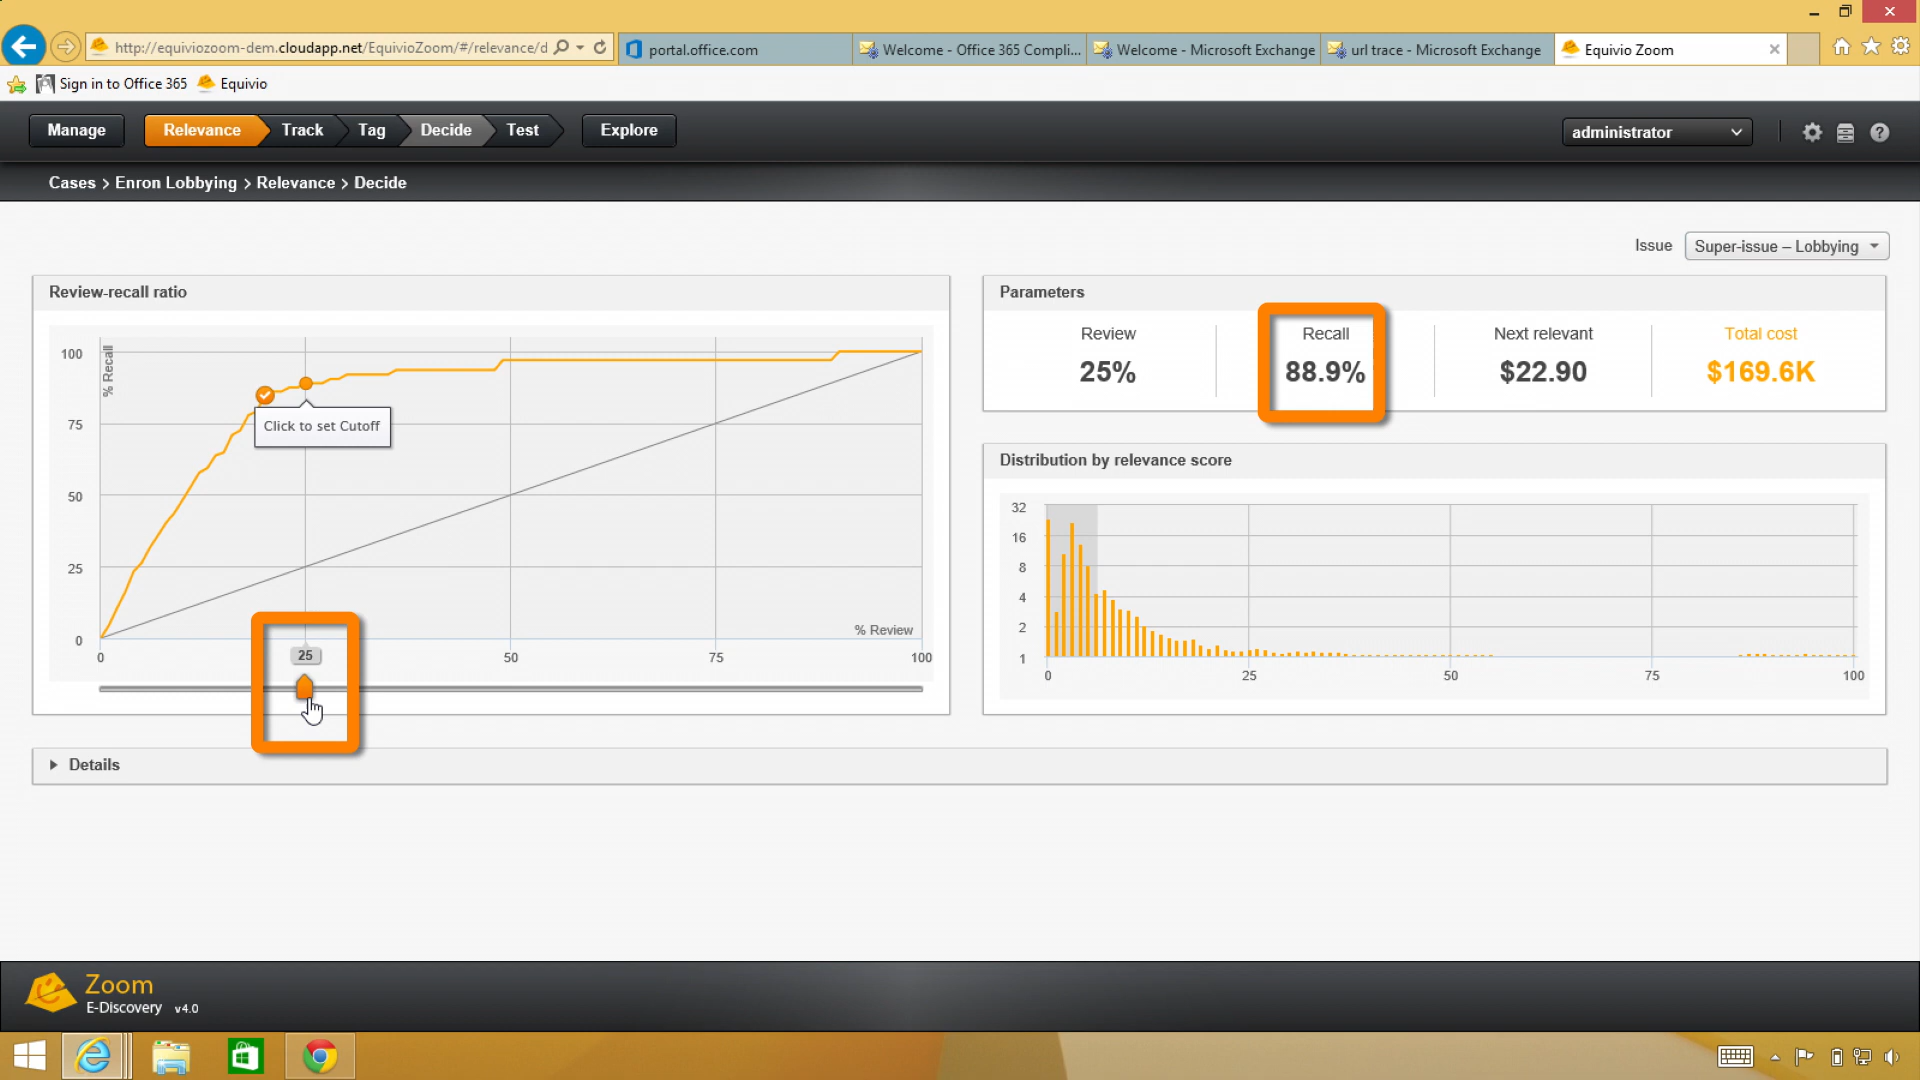 http://equiviozoom-dem.cloudapp.net/EquivioZoom/#/relevance/d
portal.office.com
Welcome - Office 365 Compli...
Welcome - Microsoft Exchange
url trace - Microsoft Exchange
Equivio Zoom
Sign in to Office 365
Equivio
Manage
Relevance
Track
Tag
Decide
Test
Explore
administrator
Cases > Enron Lobbying > Relevance > Decide
Issue
Super-issue – Lobbying
Review-recall ratio
100
75
50
25
0
% Recall
Click to set Cutoff
% Review
0
25
50
75
100
Parameters
Review
25%
Recall
88.9%
Next relevant
$22.90
Total cost
$169.6K
Distribution by relevance score
32
16
8
4
2
1
0
25
50
75
100
Details
Zoom
E-Discovery v4.0